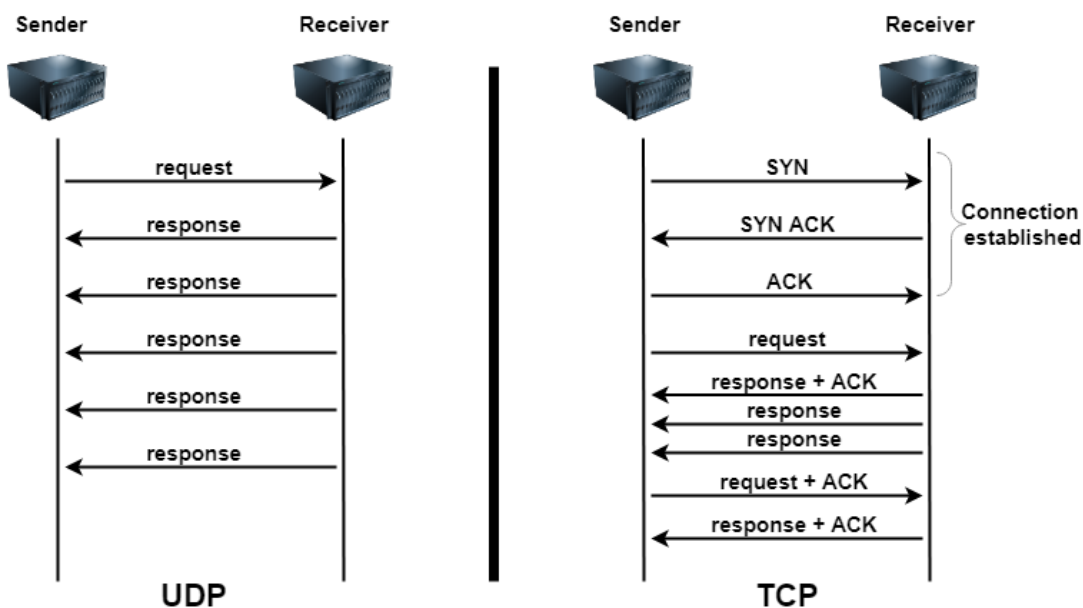 Sender
Receiver
request
response
response
response
response
response
UDP
Sender
Receiver
SYN
SYN ACK
ACK
Connection
established
request
response + ACK
response
response
request + ACK
response + ACK
TCP